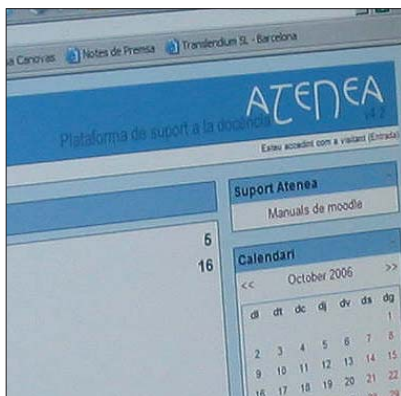 a Canovas Notes de Premsa Translendium SL - Barcelona
ATENEA
Plataforma de suport a la docència v4.2
Esteu accedint com a visitant (Entrada)
Suport Atenea
Manuals de moodle
5
16
Calendari
<< October 2006 >>
dl dt dc dj dv ds dg
1
2 3 4 5 6 7 8
9 10 11 12 13 14 15
16 17 18 19 20 21 22
28 29